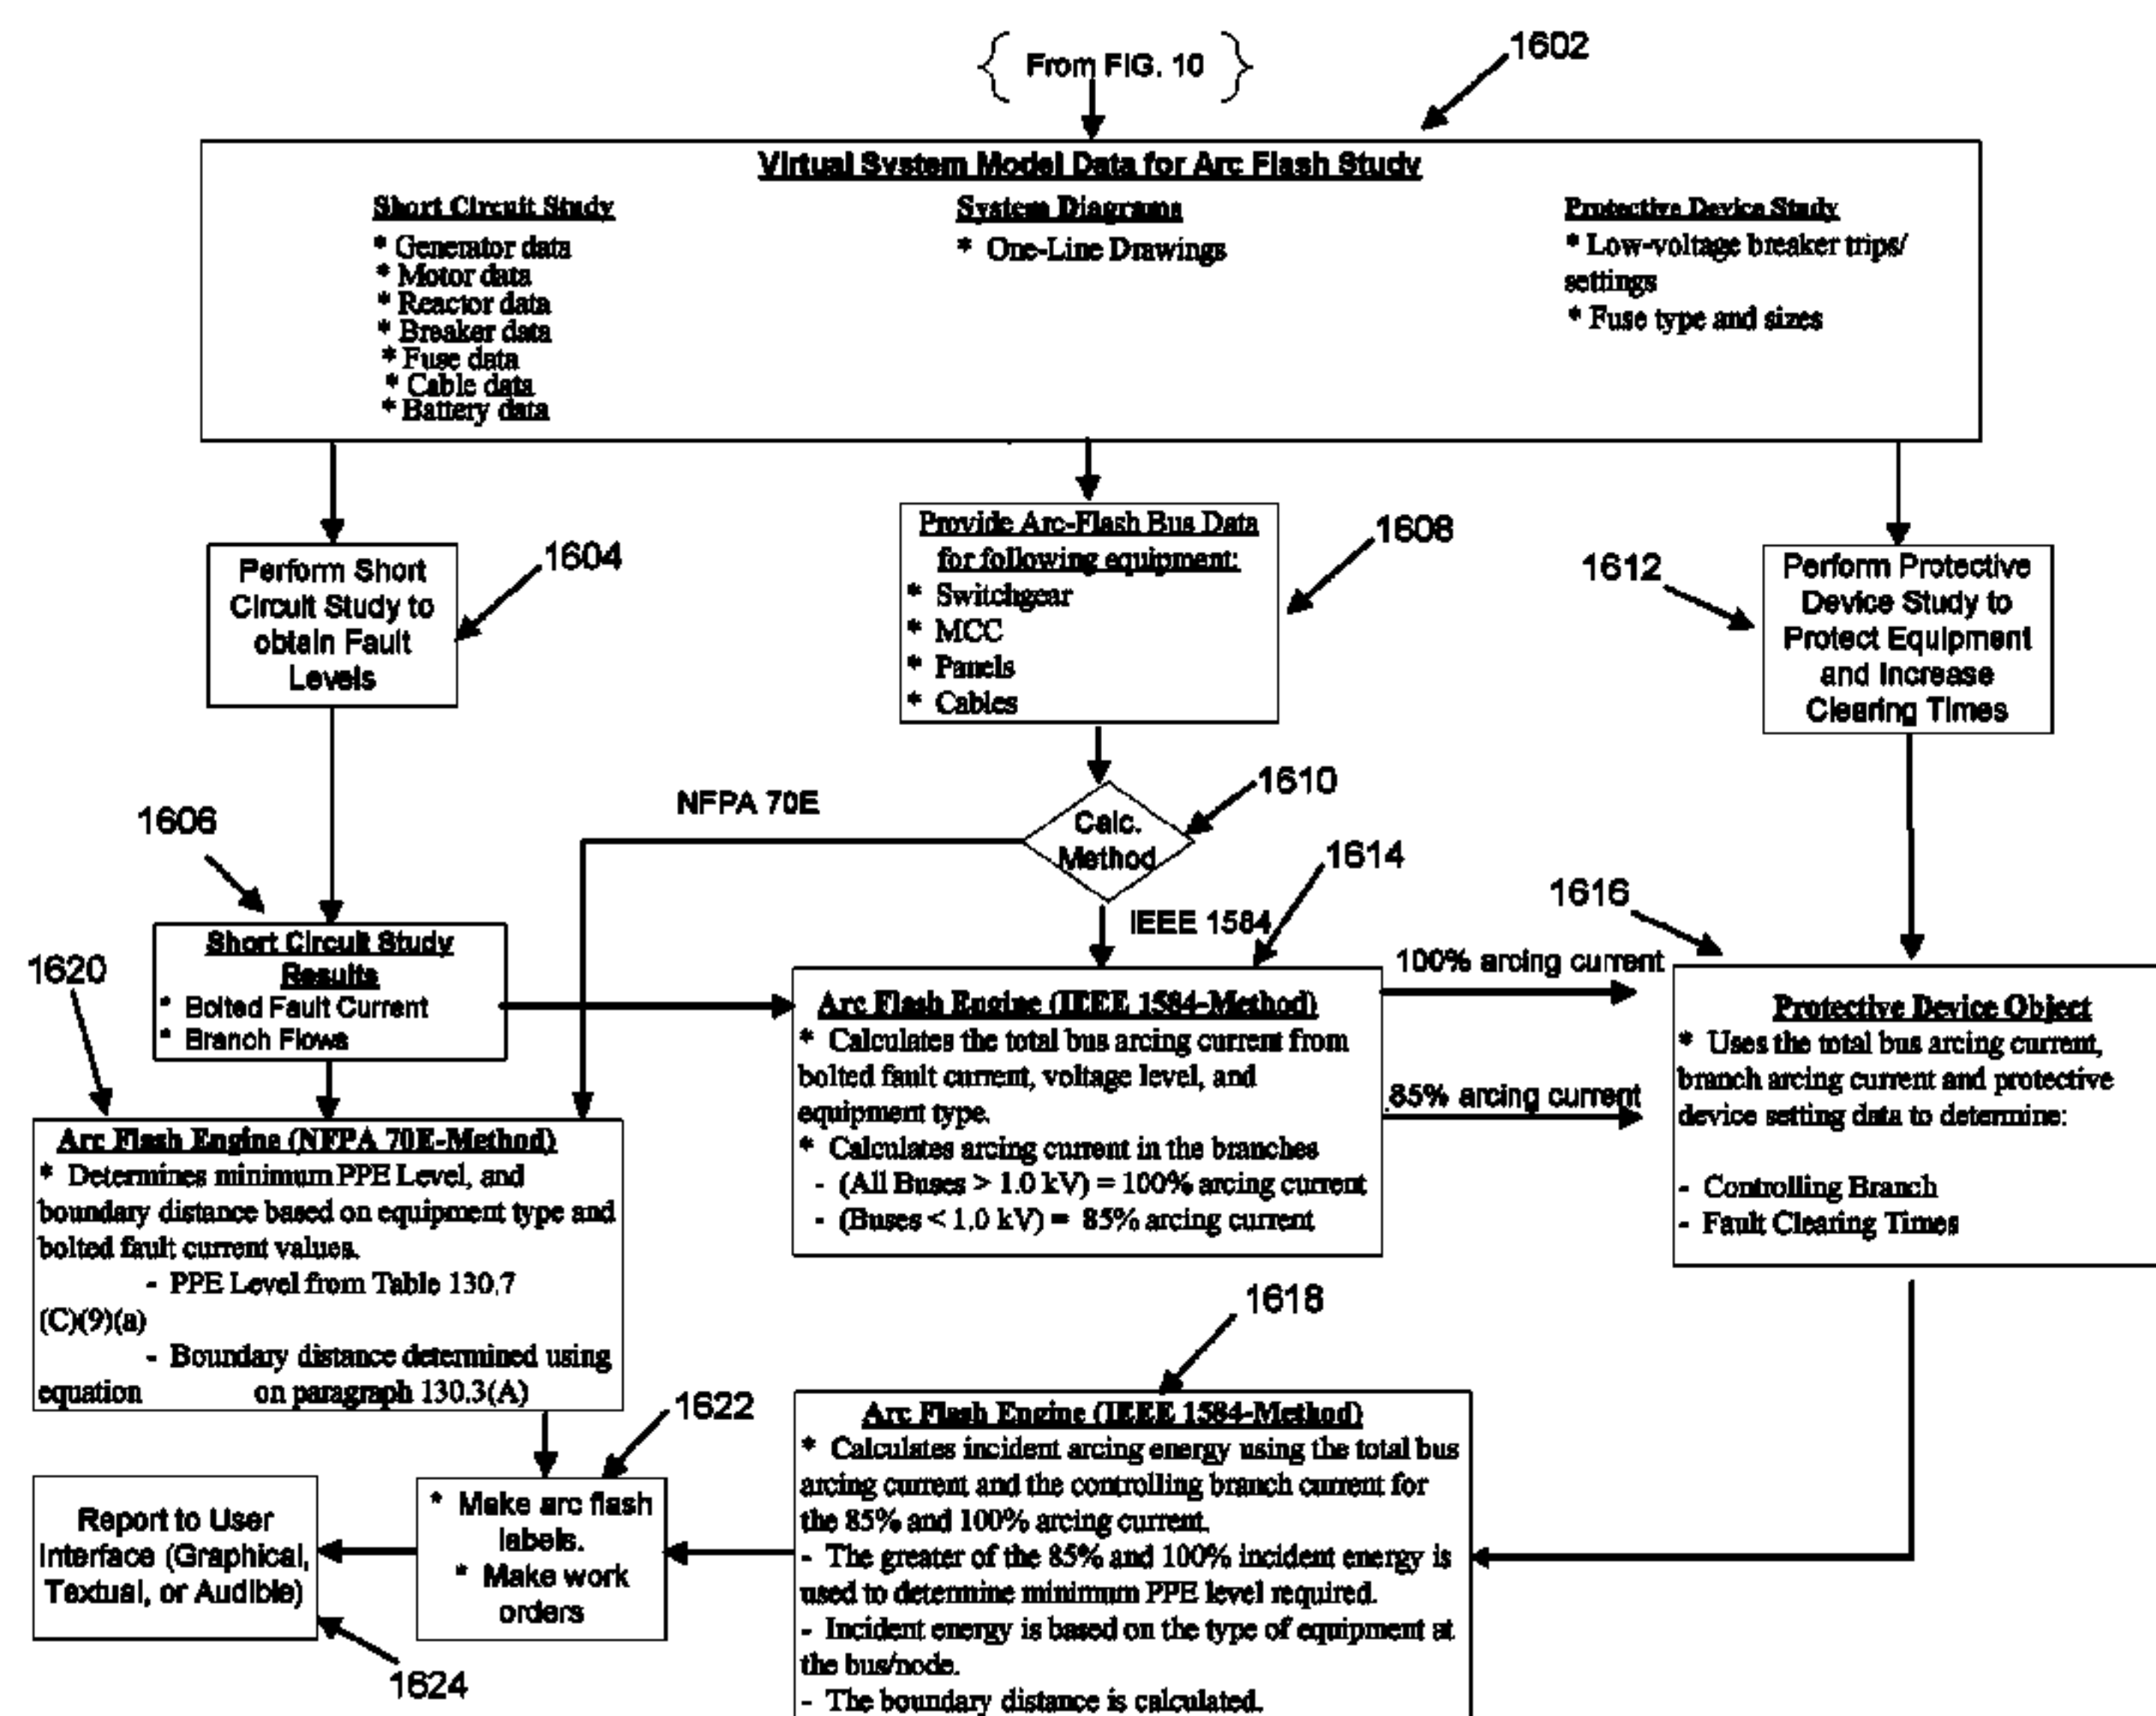 From FIG. 10
1602
Virtual System Model Data for Arc Flash Study
Short Circuit Study
* Generator data
* Motor data
* Reactor data
* Breaker data
* Fuse data
* Cable data
* Battery data
System Diagrams
* One-Line Drawings
Protective Device Study
* Low-voltage breaker trips/
settings
* Fuse type and sizes
Perform Short
Circuit Study to
obtain Fault
Levels
1604
Provide Arc-Flash Bus Data
for following equipment:
* Switchgear
* MCC
* Panels
* Cables
1608
1612
Perform Protective
Device Study to
Protect Equipment
and Increase
Clearing Times
NFPA 70E
Calc.
Method
1610
IEEE 1584
1614
1606
Short Circuit Study
Results
* Bolted Fault Current
* Branch Flows
1620
Arc Flash Engine (IEEE 1584-Method)
* Calculates the total bus arcing current from
bolted fault current, voltage level, and
equipment type.
* Calculates arcing current in the branches
- (All Buses > 1.0 kV) = 100% arcing current
- (Buses < 1.0 kV) = 85% arcing current
100% arcing current
.85% arcing current
1616
Protective Device Object
* Uses the total bus arcing current,
branch arcing current and protective
device setting data to determine:
- Controlling Branch
- Fault Clearing Times
Arc Flash Engine (NFPA 70E-Method)
* Determines minimum PPE Level, and
boundary distance based on equipment type and
bolted fault current values.
- PPE Level from Table 130.7
(C)(9)(a)
- Boundary distance determined using
equation on paragraph 130.3(A)
1618
Arc Flash Engine (IEEE 1584-Method)
* Calculates incident arcing energy using the total bus
arcing current and the controlling branch current for
the 85% and 100% arcing current.
- The greater of the 85% and 100% incident energy is
used to determine minimum PPE level required.
- Incident energy is based on the type of equipment at
the bus/node.
- The boundary distance is calculated.
1622
* Make arc flash
labels.
* Make work
orders
Report to User
Interface (Graphical,
Textual, or Audible)
1624